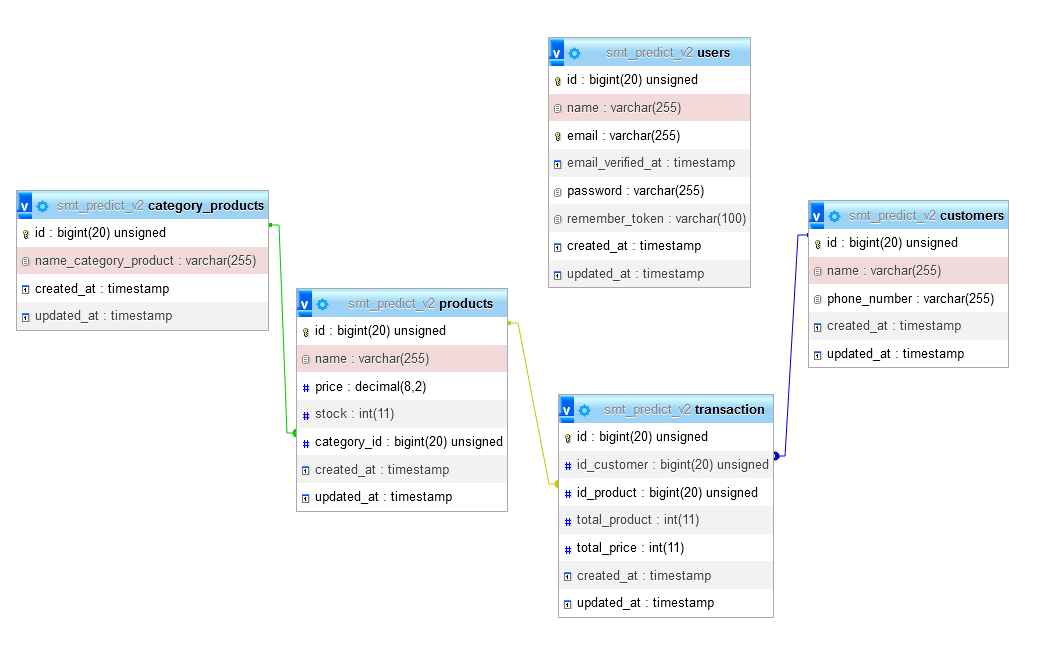 v smt_predict_v2 users
id : bigint(20) unsigned
name : varchar(255)
email : varchar(255)
email_verified_at : timestamp
password : varchar(255)
remember_token : varchar(100)
created_at : timestamp
updated_at : timestamp
v smt_predict_v2 category_products
id : bigint(20) unsigned
name_category_product : varchar(255)
created_at : timestamp
updated_at : timestamp
v smt_predict_v2 customers
id : bigint(20) unsigned
name : varchar(255)
phone_number : varchar(255)
created_at : timestamp
updated_at : timestamp
v smt_predict_v2 products
id : bigint(20) unsigned
name : varchar(255)
# price : decimal(8,2)
# stock : int(11)
# category_id : bigint(20) unsigned
created_at : timestamp
updated_at : timestamp
v smt_predict_v2 transaction
id : bigint(20) unsigned
# id_customer : bigint(20) unsigned
# id_product : bigint(20) unsigned
# total_product : int(11)
# total_price : int(11)
created_at : timestamp
updated_at : timestamp